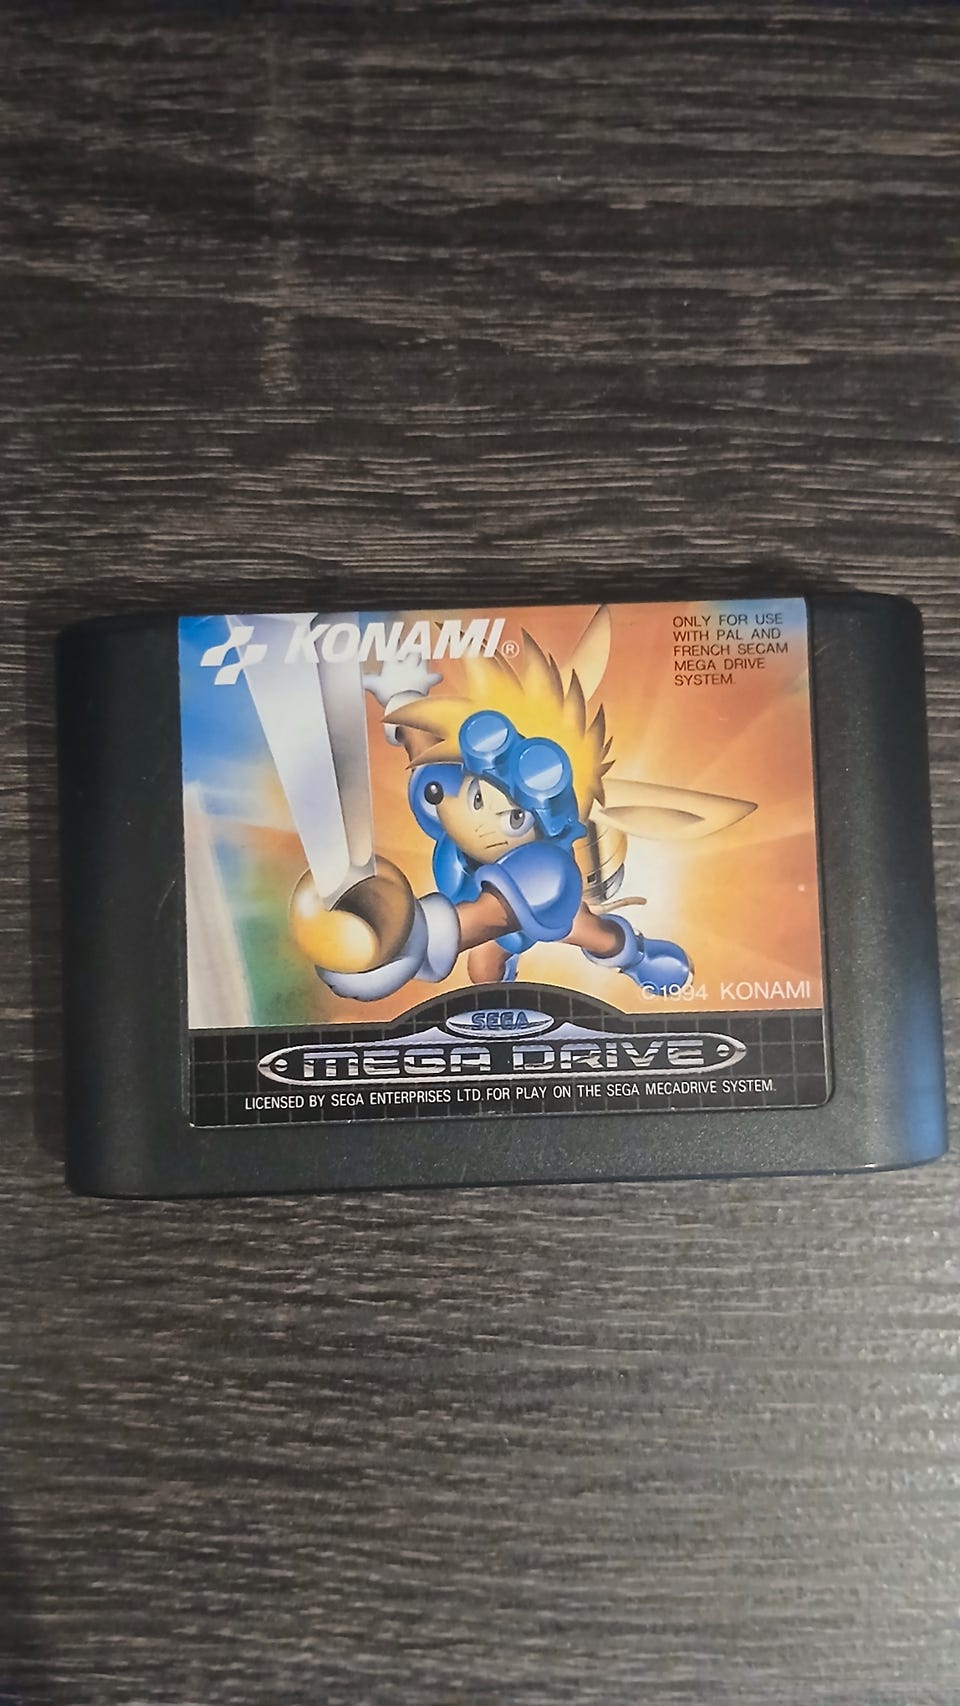 KONAMI®
ONLY FOR USE
WITH PAL AND
FRENCH SECAM
MEGA DRIVE
SYSTEM.
©1994 KONAMI
SEGA
MEGA DRIVE
LICENSED BY SEGA ENTERPRISES LTD. FOR PLAY ON THE SEGA MEGADRIVE SYSTEM.